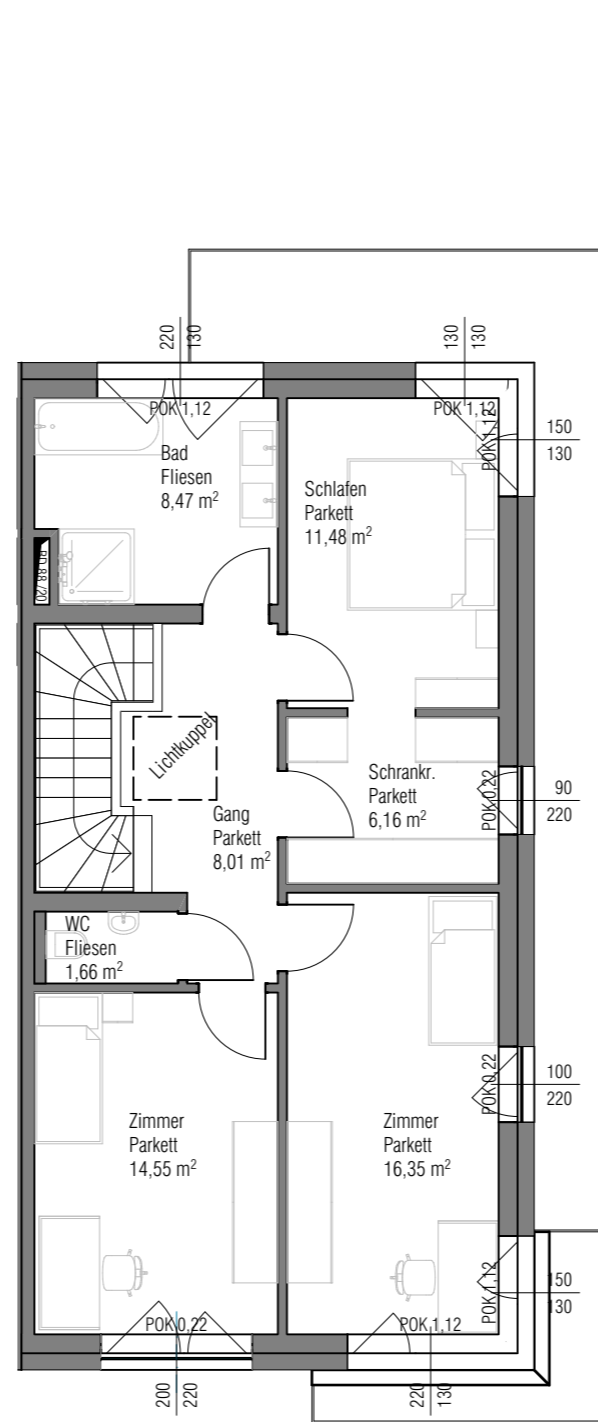 220
130
130
130
POK 1,12
POK 1,12
POK 1,12
150
130
Bad
Fliesen
8,47 m²
Schlafen
Parkett
11,48 m²
RD 88 /20
Lichtkuppel
Schrankr.
Parkett
6,16 m²
POK 0,22
90
220
Gang
Parkett
8,01 m²
WC
Fliesen
1,66 m²
POK 0,22
100
220
Zimmer
Parkett
14,55 m²
Zimmer
Parkett
16,35 m²
POK 1,12
150
130
POK 0,22
POK 1,12
200
220
220
130